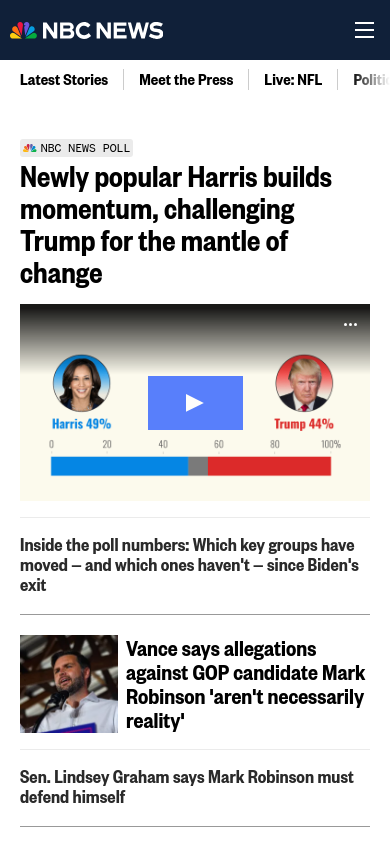 NBC NEWS
Latest Stories
Meet the Press
Live: NFL
NBC NEWS POLL
Newly popular Harris builds
momentum, challenging
Trump for the mantle of
change
Harris 49%
Trump 44%
0 20 40 60 80 100%
Inside the poll numbers: Which key groups have
moved – and which ones haven't – since Biden's
exit
Vance says allegations
against GOP candidate Mark
Robinson 'aren't necessarily
reality'
Sen. Lindsey Graham says Mark Robinson must
defend himself